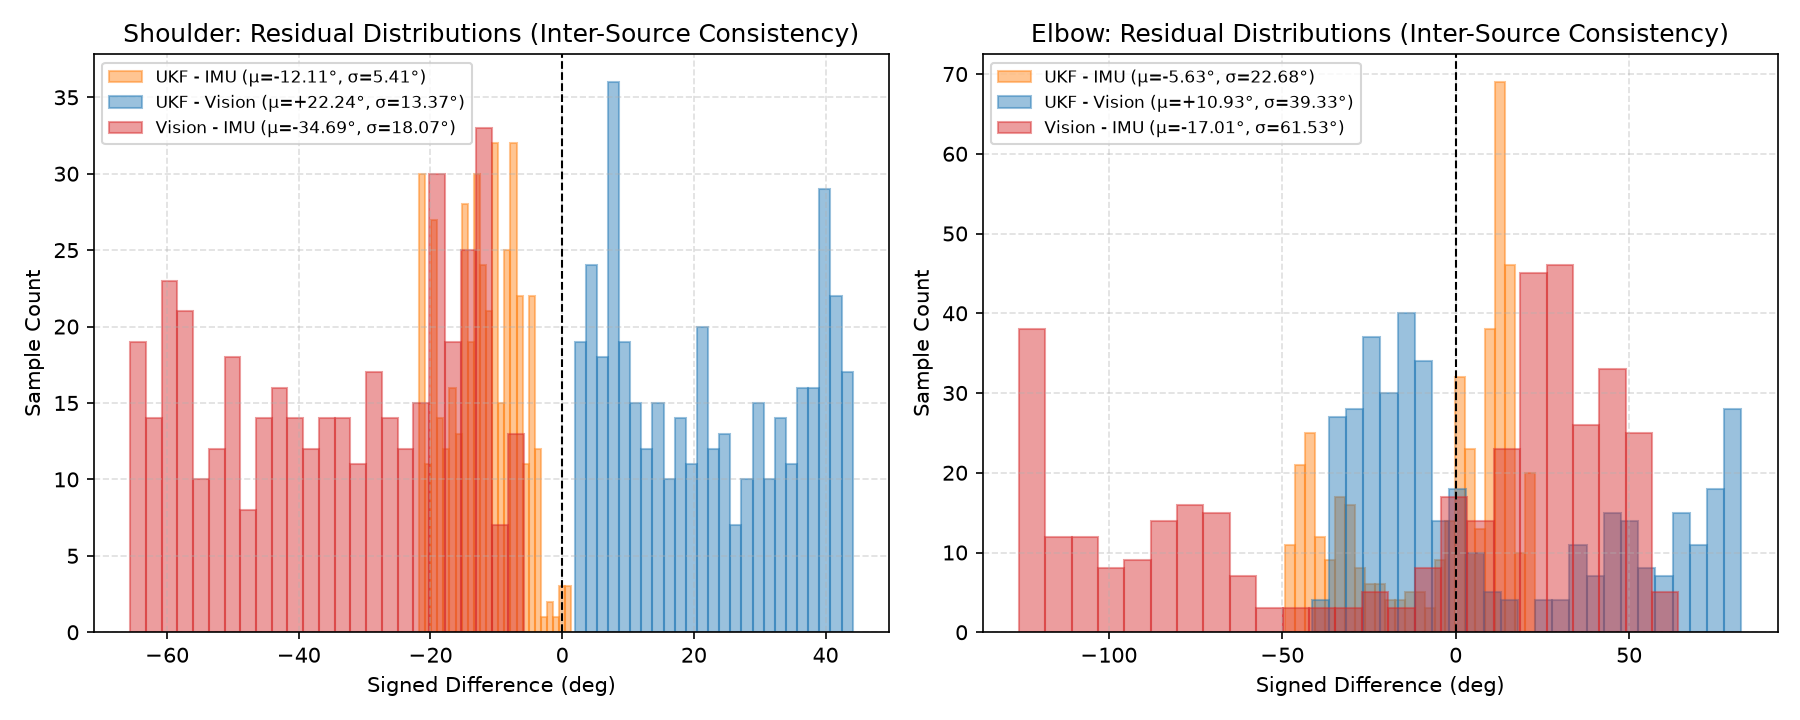 Shoulder: Residual Distributions (Inter-Source Consistency)
UKF - IMU (μ=-12.11°, σ=5.41°)
UKF - Vision (μ=+22.24°, σ=13.37°)
Vision - IMU (μ=-34.69°, σ=18.07°)
Sample Count
35
30
25
20
15
10
5
0
−60
−40
−20
0
20
40
Signed Difference (deg)
Elbow: Residual Distributions (Inter-Source Consistency)
UKF - IMU (μ=-5.63°, σ=22.68°)
UKF - Vision (μ=+10.93°, σ=39.33°)
Vision - IMU (μ=-17.01°, σ=61.53°)
Sample Count
70
60
50
40
30
20
10
0
−100
−50
0
50
Signed Difference (deg)